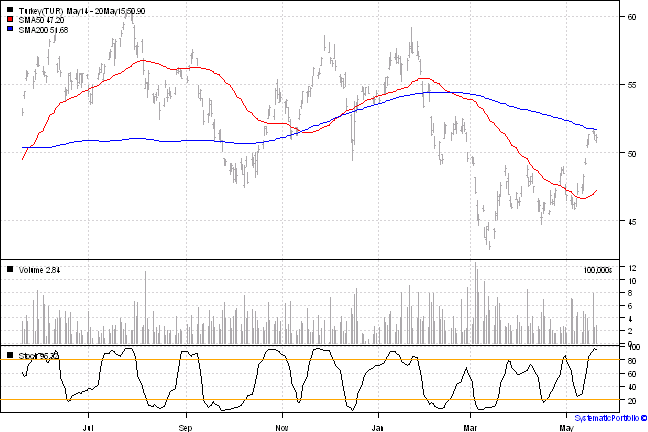 Turkey(TUR) May14 - 20May15 50.90
SMA50 47.20
SMA200 51.68
60
55
50
45
Volume 2.84
100,000s
12
10
8
6
4
2
0
100
80
60
40
20
Jul Sep Nov Jan Mar May
SystematicPortfolio ©